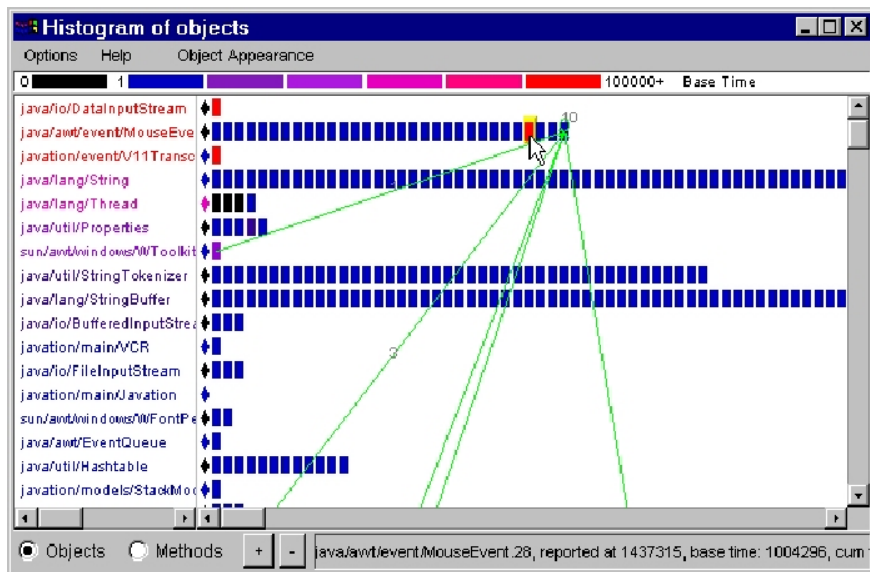 Histogram of objects
Options Help Object Appearance
0 1 100000+ Base Time
java/io/DataInputStream
java/awt/event/MouseEve
10
javation/event/V11Transc
java/lang/String
java/lang/Thread
java/util/Properties
sun/awt/windows/WToolkit
java/util/StringTokenizer
java/lang/StringBuffer
java/io/BufferedInputStrea
javation/main/VCR
3
java/io/FileInputStream
javation/main/Javation
sun/awt/windows/WFontPe
java/awt/EventQueue
java/util/Hashtable
javation/models/StackMoc
Objects Methods + - java/awt/event/MouseEvent.28, reported at 1437315, base time: 1004296, cum